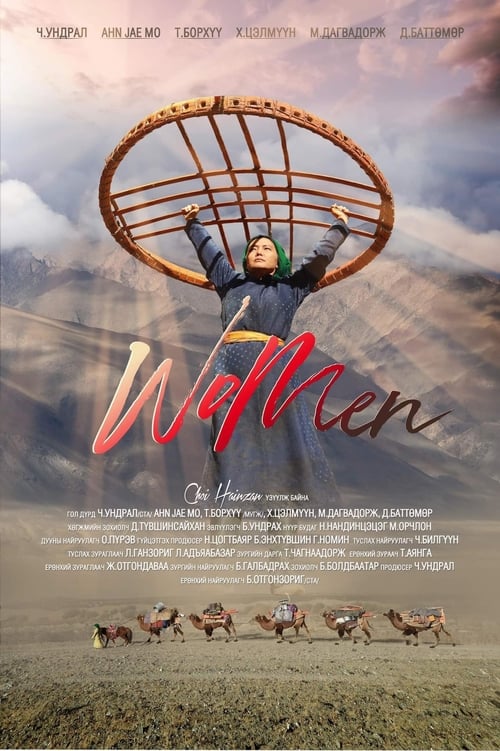 Ч.УНДРАЛ AHN JAE MO Т.БОРХҮҮ Х.ЦЭЛМҮҮН М.ДАГВАДОРЖ Д.БАТТӨМӨР
WoMen
Choi Hainzan ҮЗҮҮЛЖ БАЙНА
ГОЛ ДҮРД Ч.УНДРАЛ/СТА/ AHN JAE MO, Т.БОРХҮҮ /МУГЖ/, Х.ЦЭЛМҮҮН, М.ДАГВАДОРЖ, Д.БАТТӨМӨР
ХӨГЖМИЙН ЗОХИОЛЧ Д.ТҮВШИНСАЙХАН ЭВЛҮҮЛЭГЧ Б.УНДРАХ НҮҮР БУДАГ Н.НАНДИНЦЭЦЭГ М.ОРЧЛОН
ДУУНЫ НАЙРУУЛАГЧ О.ПҮРЭВ ГҮЙЦЭТГЭХ ПРОДЮСЕР Н.ЦОГТБАЯР Б.ЭНХТҮВШИН Г.НОМИН ТУСЛАХ НАЙРУУЛАГЧ Ч.БИЛГҮҮН
ТУСЛАХ ЗУРАГЛААЧ Л.ГАНЗОРИГ Л.АДЪЯАБАЗАР ЗУРГИЙН ДАРГА Т.ЧАГНААДОРЖ ЕРӨНХИЙ ЗУРААЧ Т.АЯНГА
ЕРӨНХИЙ ЗУРАГЛААЧ Ж.ОТГОНДАВАА ЗУРГИЙН НАЙРУУЛАГЧ Б.ГАЛБАДРАХ ЗОХИОЛЧ Б.БОЛДБААТАР ПРОДЮСЕР Ч.УНДРАЛ
ЕРӨНХИЙ НАЙРУУЛАГЧ Б.ОТГОНЗОРИГ/СТА/